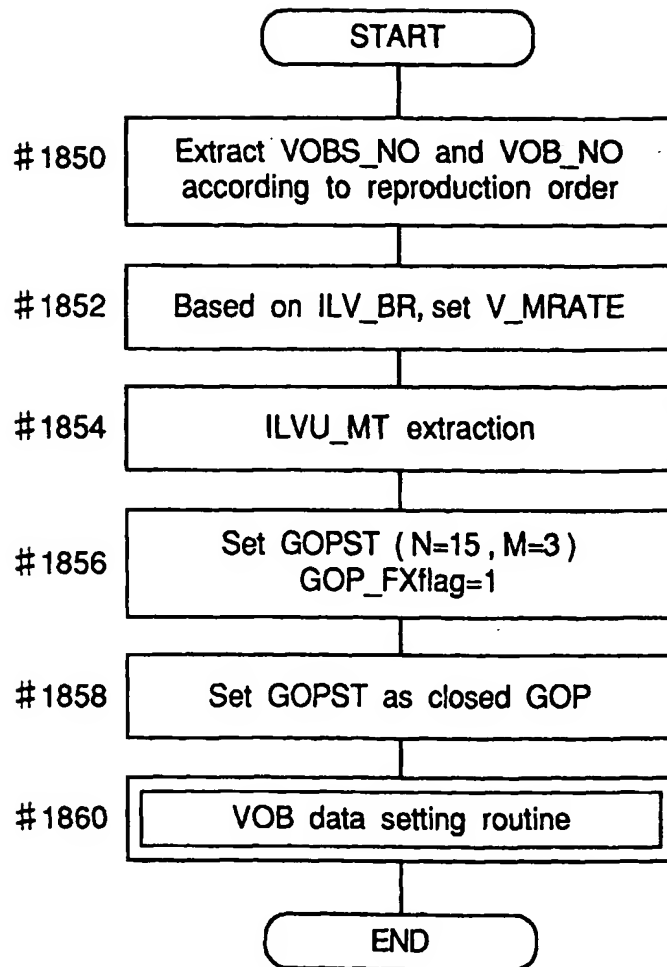 START
#1850
Extract VOBS_NO and VOB_NO
according to reproduction order
#1852
Based on ILV_BR, set V_MRATE
#1854
ILVU_MT extraction
#1856
Set GOPST (N=15, M=3)
GOP_FXflag=1
#1858
Set GOPST as closed GOP
#1860
VOB data setting routine
END